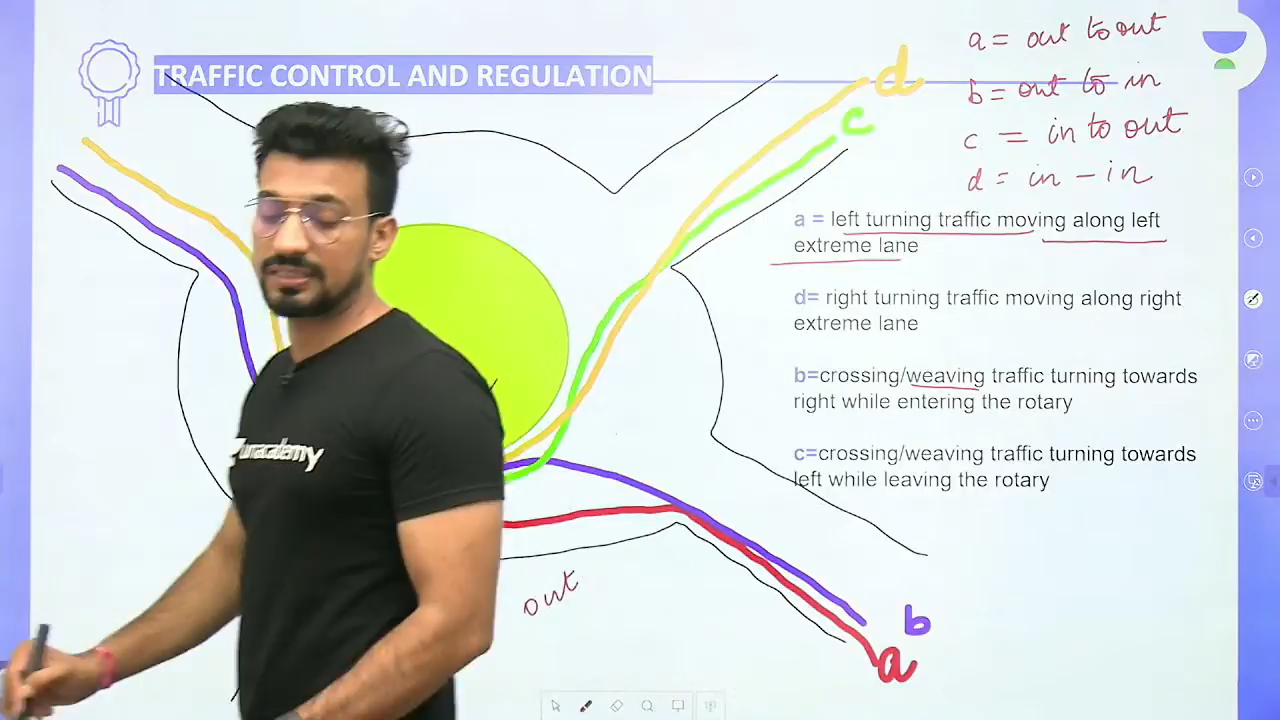 TRAFFIC CONTROL AND REGULATION
a = out to out
b = out to in
c = in to out
d = in - in
d
c
a = left turning traffic moving along left
extreme lane
d= right turning traffic moving along right
extreme lane
b=crossing/weaving traffic turning towards
right while entering the rotary
c=crossing/weaving traffic turning towards
left while leaving the rotary
unacademy
out
b
a